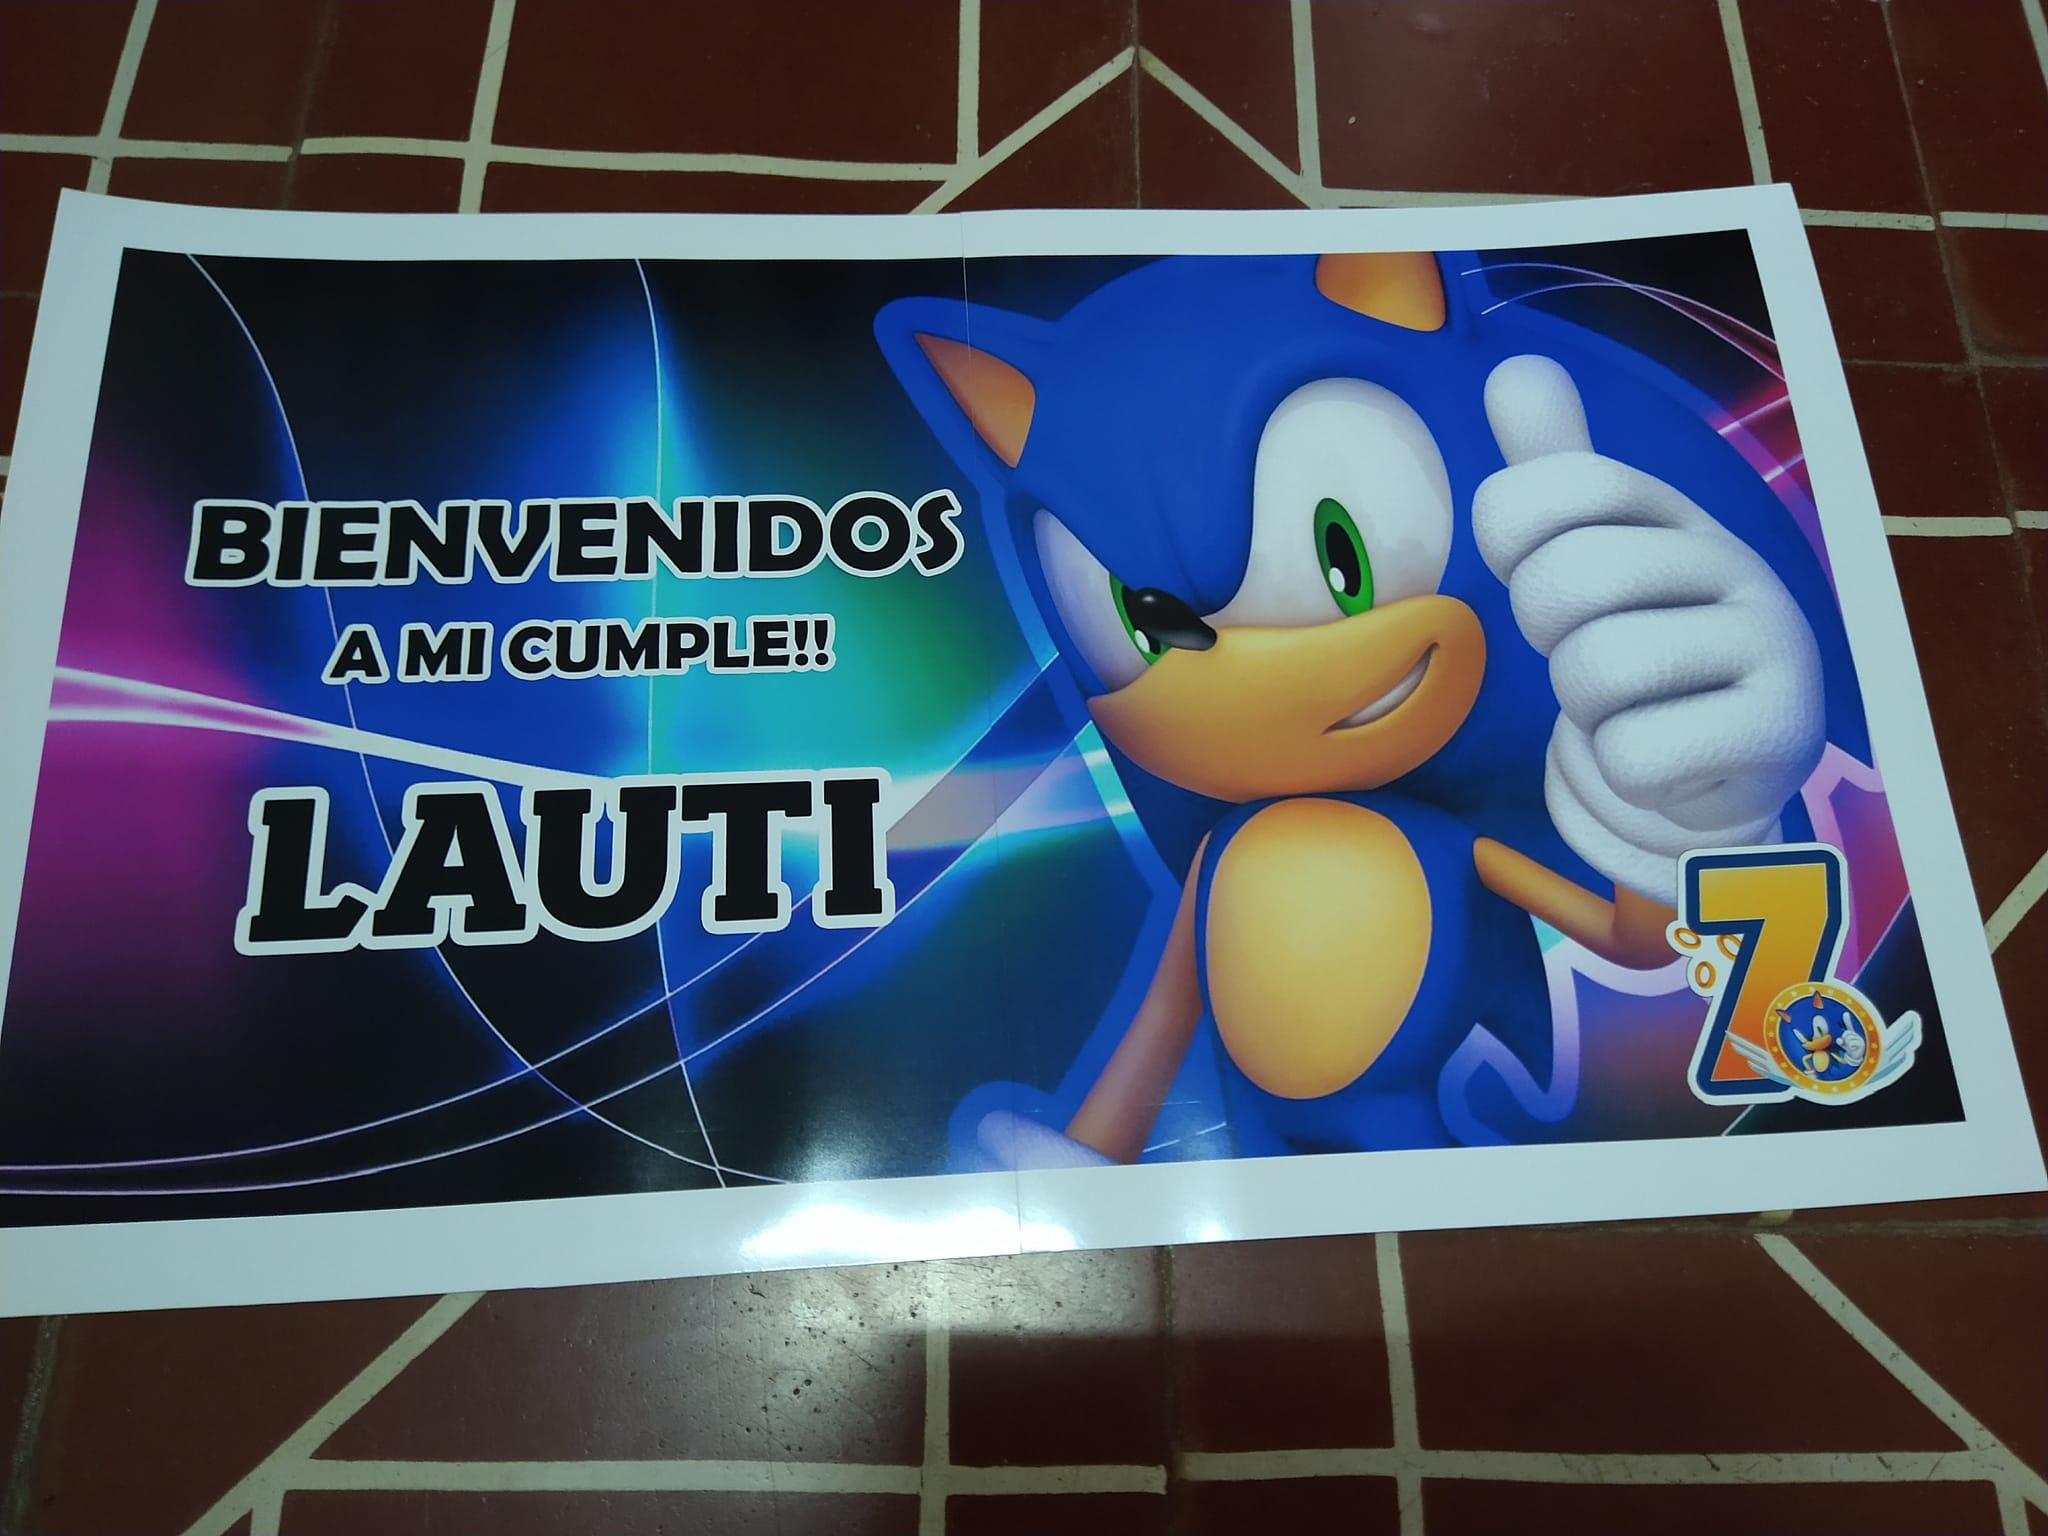 BIENVENIDOS
A MI CUMPLE!!
LAUTI
7